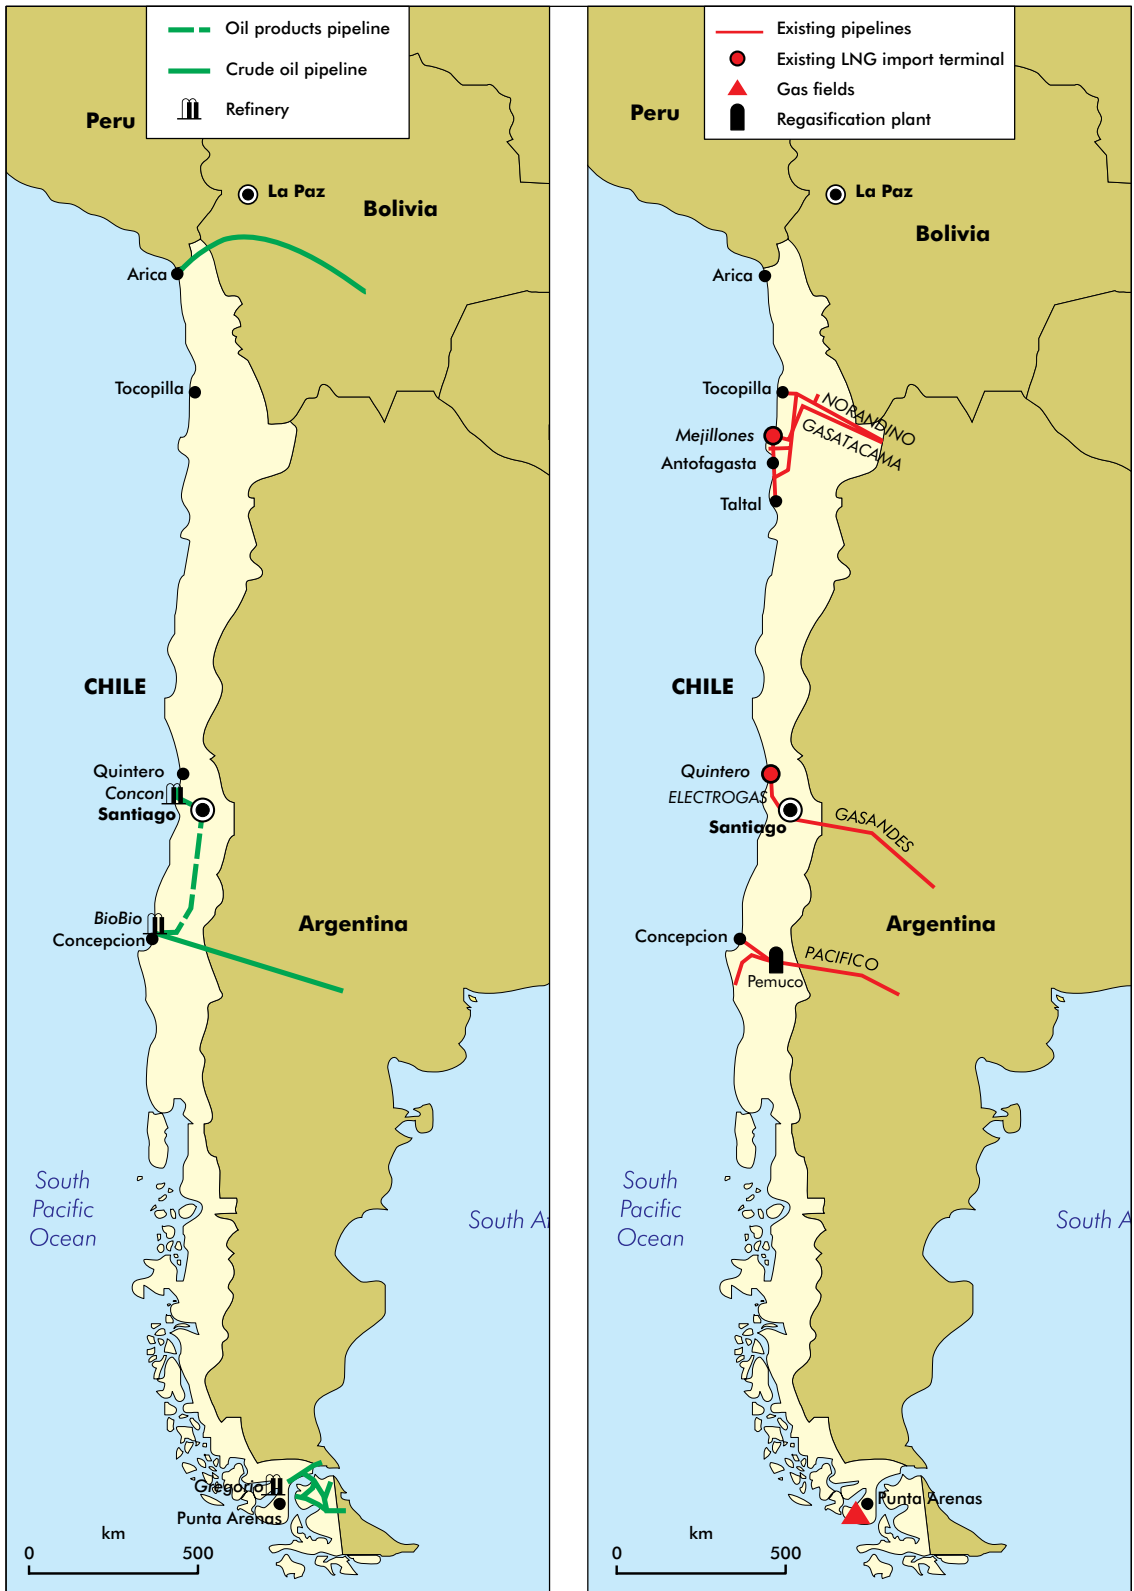 Oil products pipeline
Crude oil pipeline
Refinery
Peru
La Paz
Bolivia
Arica
Tocopilla
CHILE
Quintero
Concon
Santiago
BioBio
Concepcion
Argentina
South
Pacific
Ocean
South At
Gregorio
Punta Arenas
km
0
500
Existing pipelines
Existing LNG import terminal
Gas fields
Regasification plant
Peru
La Paz
Bolivia
Arica
Tocopilla
NORANDINO
Mejillones
GASATACAMA
Antofagasta
Taltal
CHILE
Quintero
ELECTROGAS
Santiago
GASANDES
Argentina
Concepcion
PACIFICO
Pemuco
South
Pacific
Ocean
South A
Punta Arenas
km
0
500